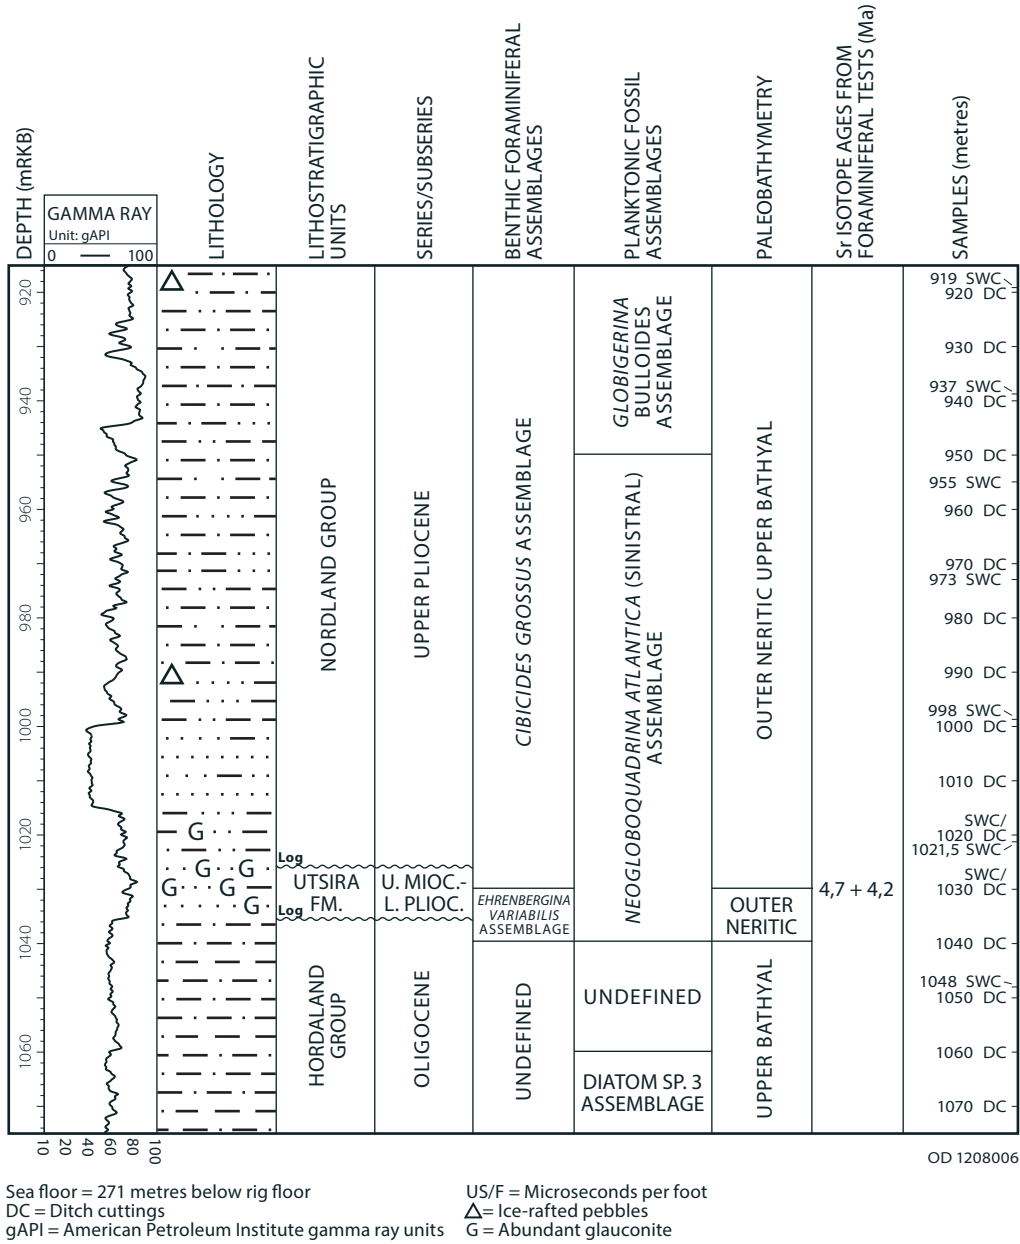 DEPTH (mRKB)
GAMMA RAY
Unit: gAPI
0 100
LITHOLOGY
LITHOSTRATIGRAPHIC
UNITS
SERIES/SUBSERIES
BENTHIC FORAMINIFERAL
ASSEMBLAGES
PLANKTONIC FOSSIL
ASSEMBLAGES
PALEOBATHYMETRY
Sr ISOTOPE AGES FROM
FORAMINIFERAL TESTS (Ma)
SAMPLES (metres)
920
940
960
980
1000
1020
1040
1060
10 20 40 60 80 100
G
G G
G G
G
NORDLAND GROUP
Log
UTSIRA
FM.
Log
HORDALAND
GROUP
UPPER PLIOCENE
U. MIOC.-
L. PLIOC.
OLIGOCENE
CIBICIDES GROSSUS ASSEMBLAGE
EHRENBERGINA
VARIABILIS
ASSEMBLAGE
UNDEFINED
GLOBIGERINA
BULLOIDES
ASSEMBLAGE
NEOGLOBOQUADRINA ATLANTICA (SINISTRAL)
ASSEMBLAGE
UNDEFINED
DIATOM SP. 3
ASSEMBLAGE
OUTER NERITIC UPPER BATHYAL
OUTER
NERITIC
UPPER BATHYAL
4,7 + 4,2
919 SWC
920 DC
930 DC
937 SWC
940 DC
950 DC
955 SWC
960 DC
970 DC
973 SWC
980 DC
990 DC
998 SWC
1000 DC
1010 DC
SWC/
1020 DC
1021,5 SWC
SWC/
1030 DC
1040 DC
1048 SWC
1050 DC
1060 DC
1070 DC
OD 1208006
Sea floor = 271 metres below rig floor
DC = Ditch cuttings
gAPI = American Petroleum Institute gamma ray units
US/F = Microseconds per foot
= Ice-rafted pebbles
G = Abundant glauconite